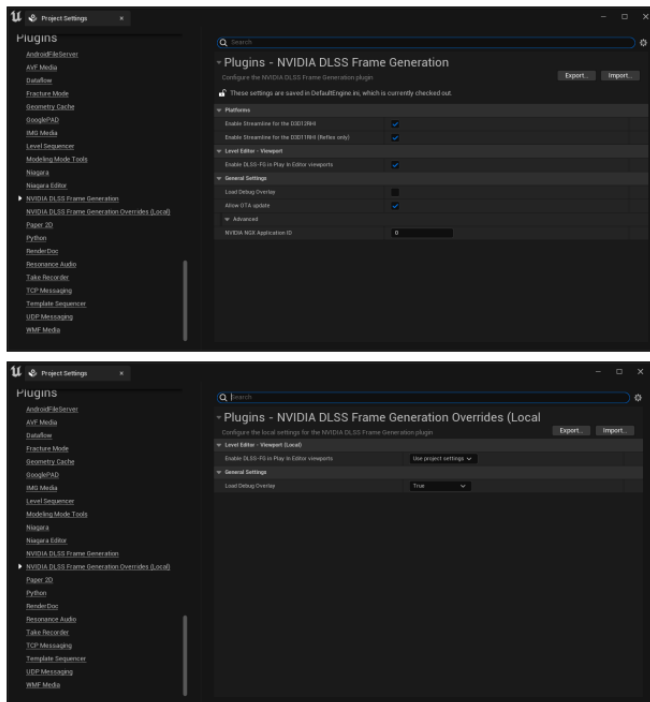 Project Settings
Plugins
AndroidFileServer
AVF Media
Dataflow
Fracture Mode
Geometry Cache
GooglePAD
IMG Media
Level Sequencer
Modeling Mode Tools
Niagara
Niagara Editor
NVIDIA DLSS Frame Generation
NVIDIA DLSS Frame Generation Overrides (Local)
Paper 2D
Python
RenderDoc
Resonance Audio
Take Recorder
TCP Messaging
Template Sequencer
UDP Messaging
WMF Media
Search
Plugins - NVIDIA DLSS Frame Generation
Configure the NVIDIA DLSS Frame Generation plugin
Export...
Import...
These settings are saved in DefaultEngine.ini, which is currently checked out.
Platforms
Enable Streamline for the D3D12RHI
Enable Streamline for the D3D11RHI (Reflex only)
Level Editor - Viewport
Enable DLSS-FG in Play In Editor viewports
General Settings
Load Debug Overlay
Allow OTA update
Advanced
NVIDIA NGX Application ID
0
Project Settings
Plugins
AndroidFileServer
AVF Media
Dataflow
Fracture Mode
Geometry Cache
GooglePAD
IMG Media
Level Sequencer
Modeling Mode Tools
Niagara
Niagara Editor
NVIDIA DLSS Frame Generation
NVIDIA DLSS Frame Generation Overrides (Local)
Paper 2D
Python
RenderDoc
Resonance Audio
Take Recorder
TCP Messaging
Template Sequencer
UDP Messaging
WMF Media
Search
Plugins - NVIDIA DLSS Frame Generation Overrides (Local
Configure the local settings for the NVIDIA DLSS Frame Generation plugin
Export...
Import...
Level Editor - Viewport (Local)
Enable DLSS-FG in Play In Editor viewports
Use project settings
General Settings
Load Debug Overlay
True